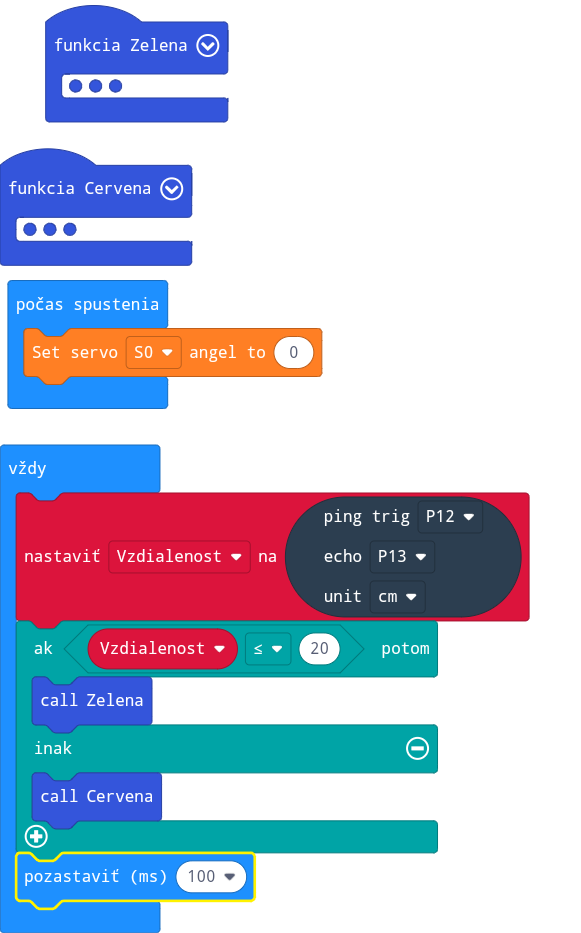 funkcia Zelena
funkcia Cervena
počas spustenia
Set servo S0 angel to 0
vždy
nastaviť Vzdialenost na ping trig P12
echo P13
unit cm
ak Vzdialenost ≤ 20 potom
call Zelena
inak
call Cervena
pozastaviť (ms) 100